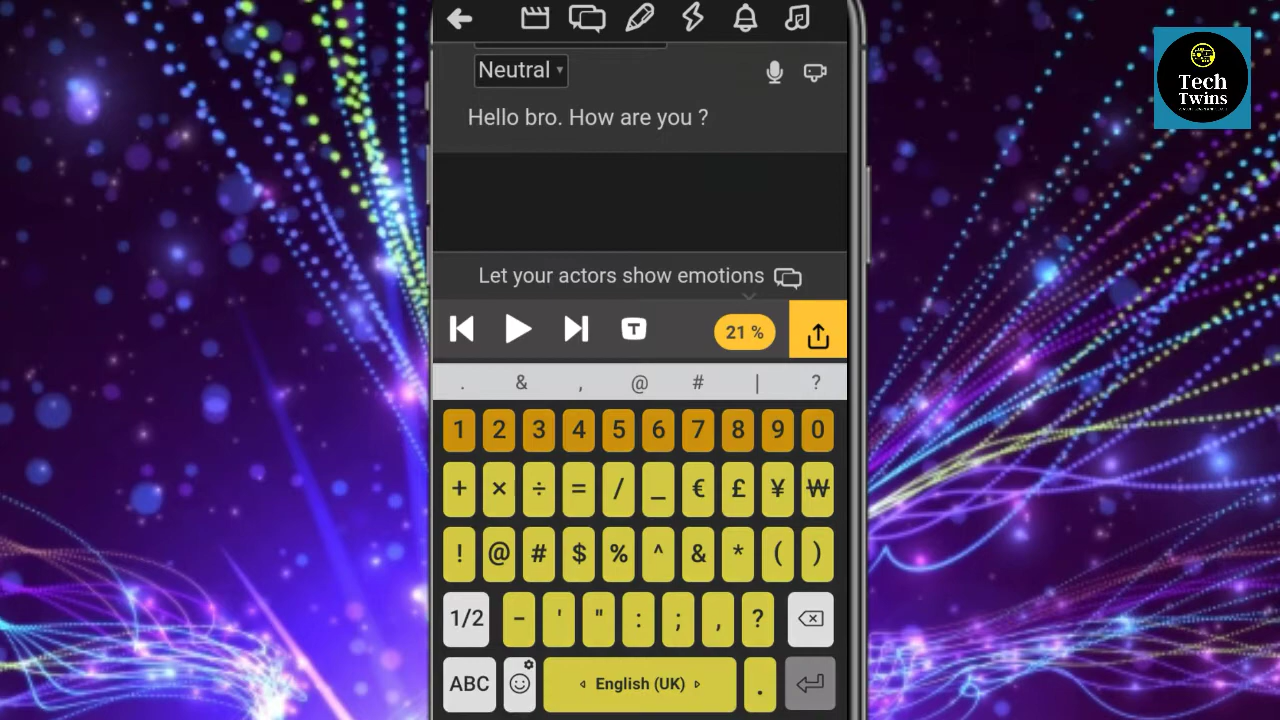 Tech
Twins
Neutral
Hello bro. How are you ?
Let your actors show emotions
T
21 %
. & , @ # | ?
1 2 3 4 5 6 7 8 9 0
+ × ÷ = / _ € £ ¥ ₩
! @ # $ % ^ & * ( )
1/2 - ' " : ; , ?
ABC English (UK) .